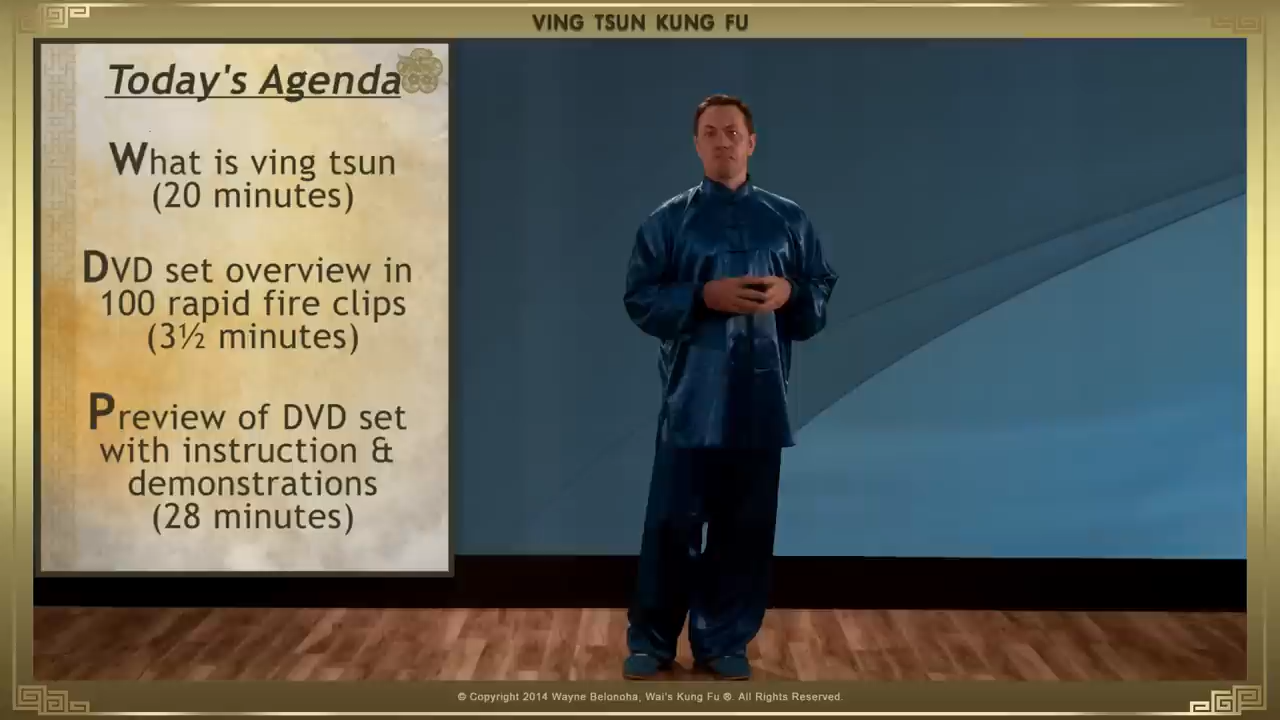 VING TSUN KUNG FU
Today's Agenda
What is ving tsun
(20 minutes)
DVD set overview in
100 rapid fire clips
(3½ minutes)
Preview of DVD set
with instruction &
demonstrations
(28 minutes)
© Copyright 2014 Wayne Belonoha, Wai's Kung Fu ®. All Rights Reserved.